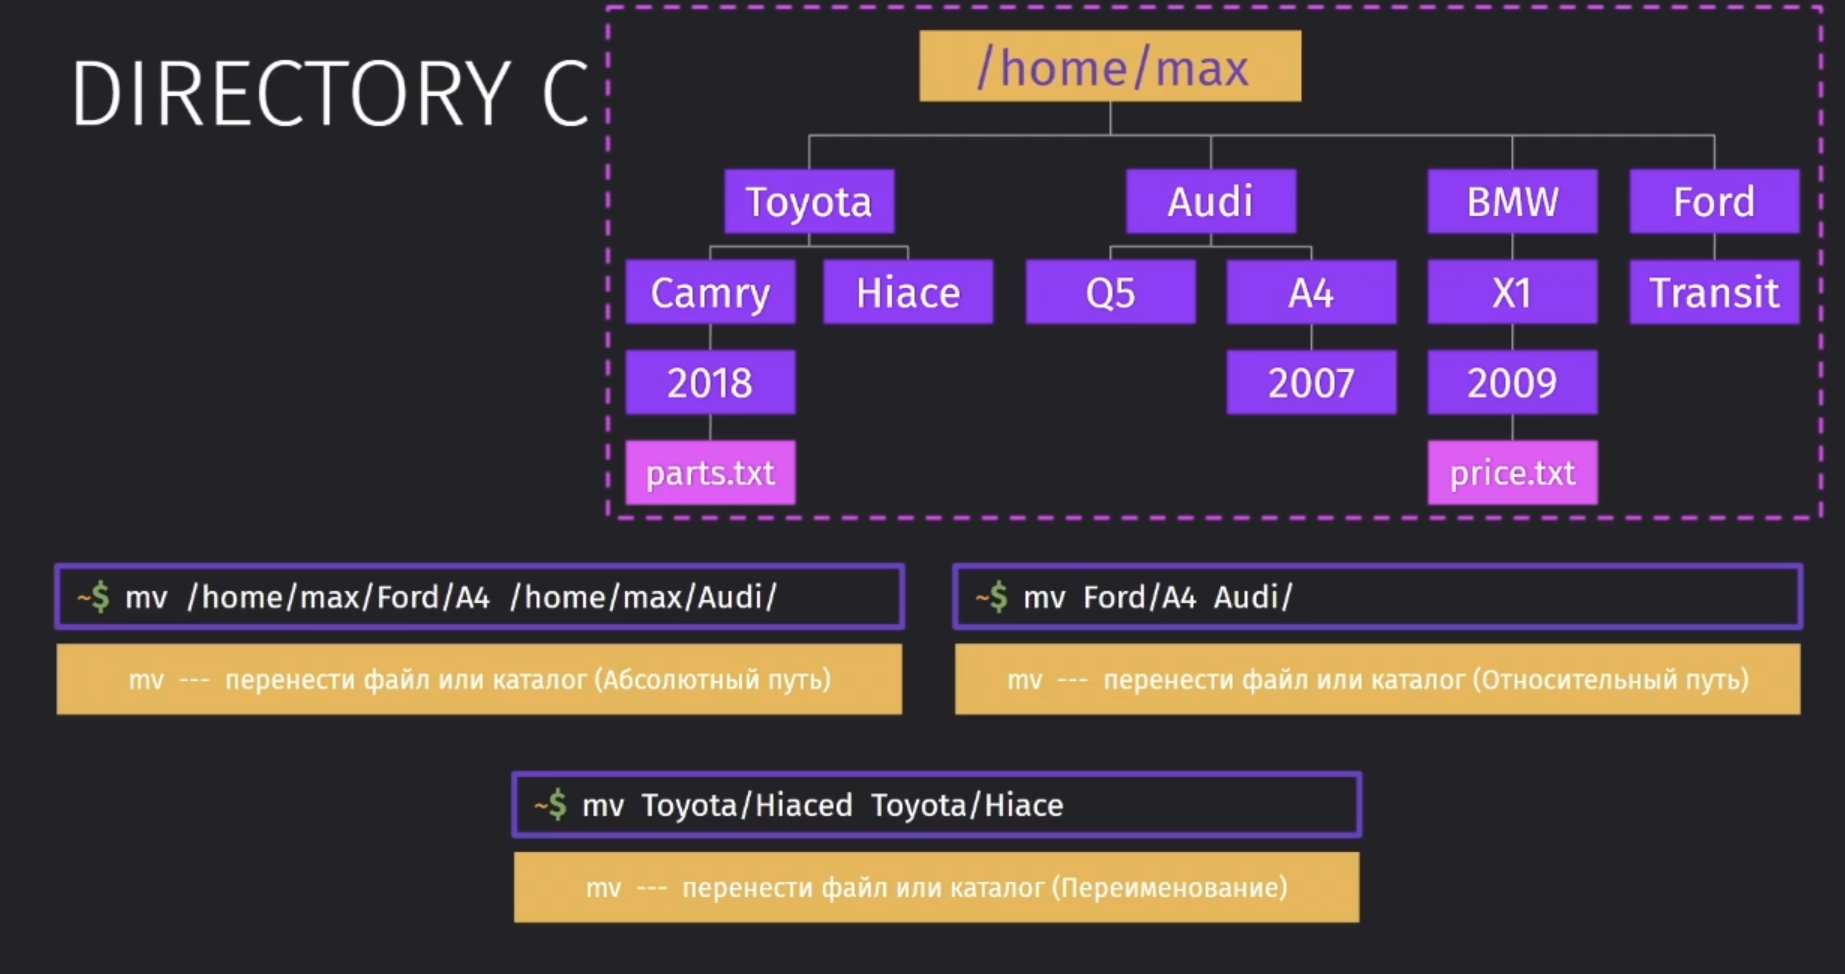 DIRECTORY C
/home/max
Toyota Audi BMW Ford
Camry Hiace Q5 A4 X1 Transit
2018 2007 2009
parts.txt price.txt
~$ mv /home/max/Ford/A4 /home/max/Audi/
~$ mv Ford/A4 Audi/
mv --- перенести файл или каталог (Абсолютный путь)
mv --- перенести файл или каталог (Относительный путь)
~$ mv Toyota/Hiaced Toyota/Hiace
mv --- перенести файл или каталог (Переименование)